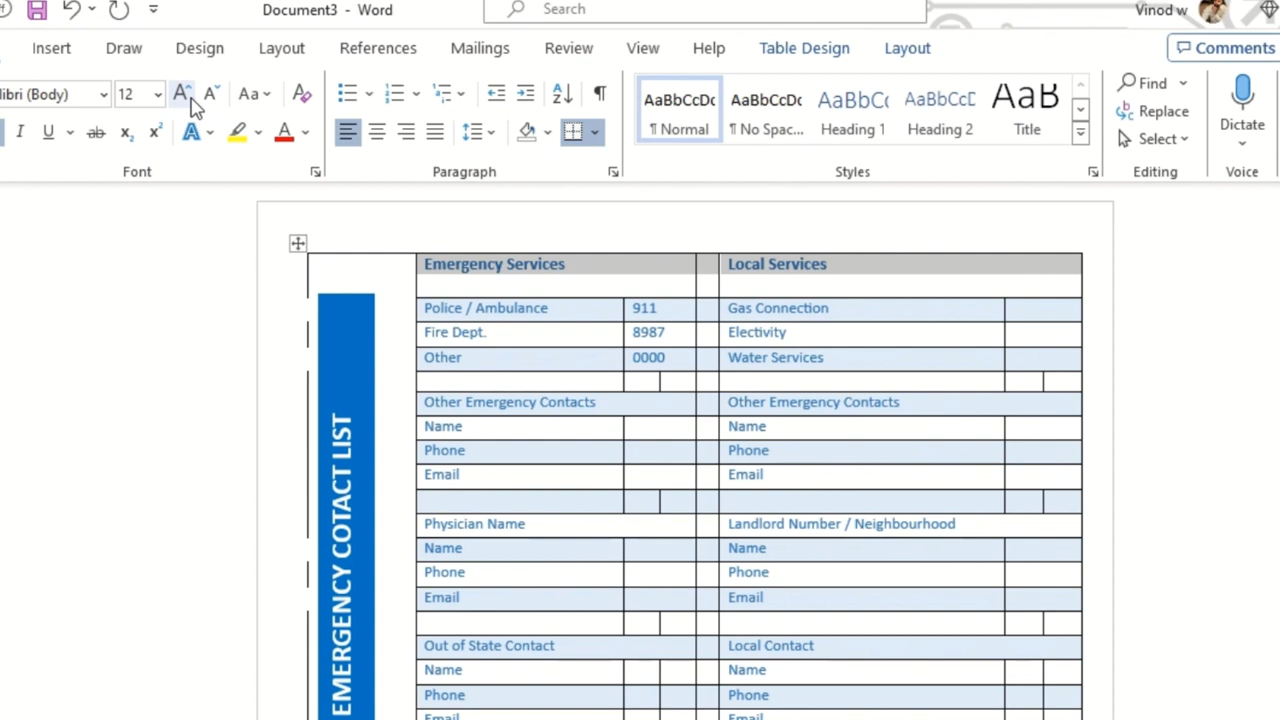 Document3 - Word
Search
Vinod w
Insert Draw Design Layout References Mailings Review View Help Table Design Layout
Comments
(Body) 12 Aa
Find
Replace
Select
Dictate
AaBbCcDc AaBbCcDc AaBbCc AaBbCcD AaB
¶ Normal ¶ No Spac... Heading 1 Heading 2 Title
Font Paragraph Styles Editing Voice
EMERGENCY COTACT LIST
Emergency Services Local Services
Police / Ambulance 911 Gas Connection
Fire Dept. 8987 Electivity
Other 0000 Water Services
Other Emergency Contacts Other Emergency Contacts
Name Name
Phone Phone
Email Email
Physician Name Landlord Number / Neighbourhood
Name Name
Phone Phone
Email Email
Out of State Contact Local Contact
Name Name
Phone Phone
Email Email